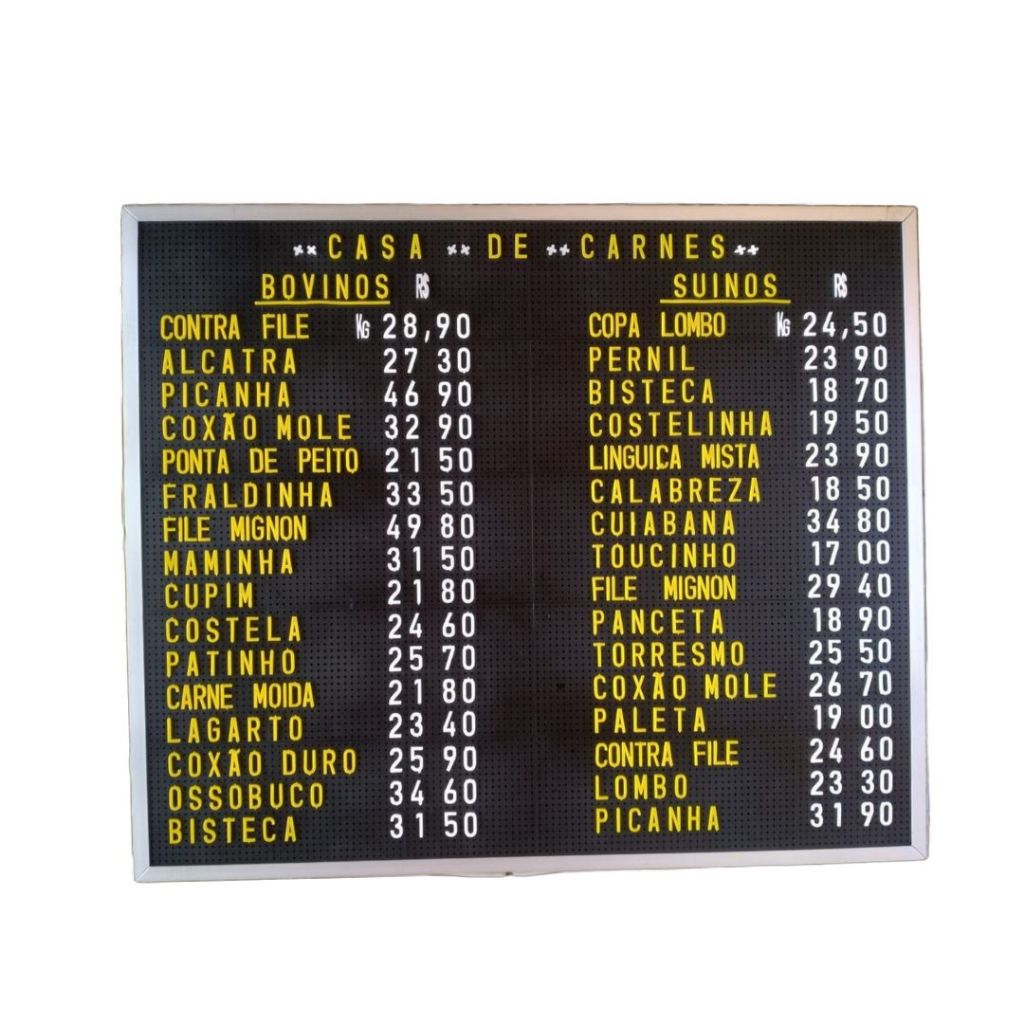 CASA DE CARNES
BOVINOS R$
CONTRA FILE Kg 28,90
ALCATRA 27 30
PICANHA 46 90
COXÃO MOLE 32 90
PONTA DE PEITO 21 50
FRALDINHA 33 50
FILE MIGNON 49 80
MAMINHA 31 50
CUPIM 21 80
COSTELA 24 60
PATINHO 25 70
CARNE MOIDA 21 80
LAGARTO 23 40
COXÃO DURO 25 90
OSSOBUCO 34 60
BISTECA 31 50
SUINOS R$
COPA LOMBO Kg 24,50
PERNIL 23 90
BISTECA 18 70
COSTELINHA 19 50
LINGUIÇA MISTA 23 90
CALABREZA 18 50
CUIABANA 34 80
TOUCINHO 17 00
FILE MIGNON 29 40
PANCETA 18 90
TORRESMO 25 50
COXÃO MOLE 26 70
PALETA 19 00
CONTRA FILE 24 60
LOMBO 23 30
PICANHA 31 90